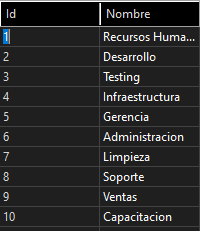 Id Nombre
1 Recursos Huma...
2 Desarrollo
3 Testing
4 Infraestructura
5 Gerencia
6 Administracion
7 Limpieza
8 Soporte
9 Ventas
10 Capacitacion